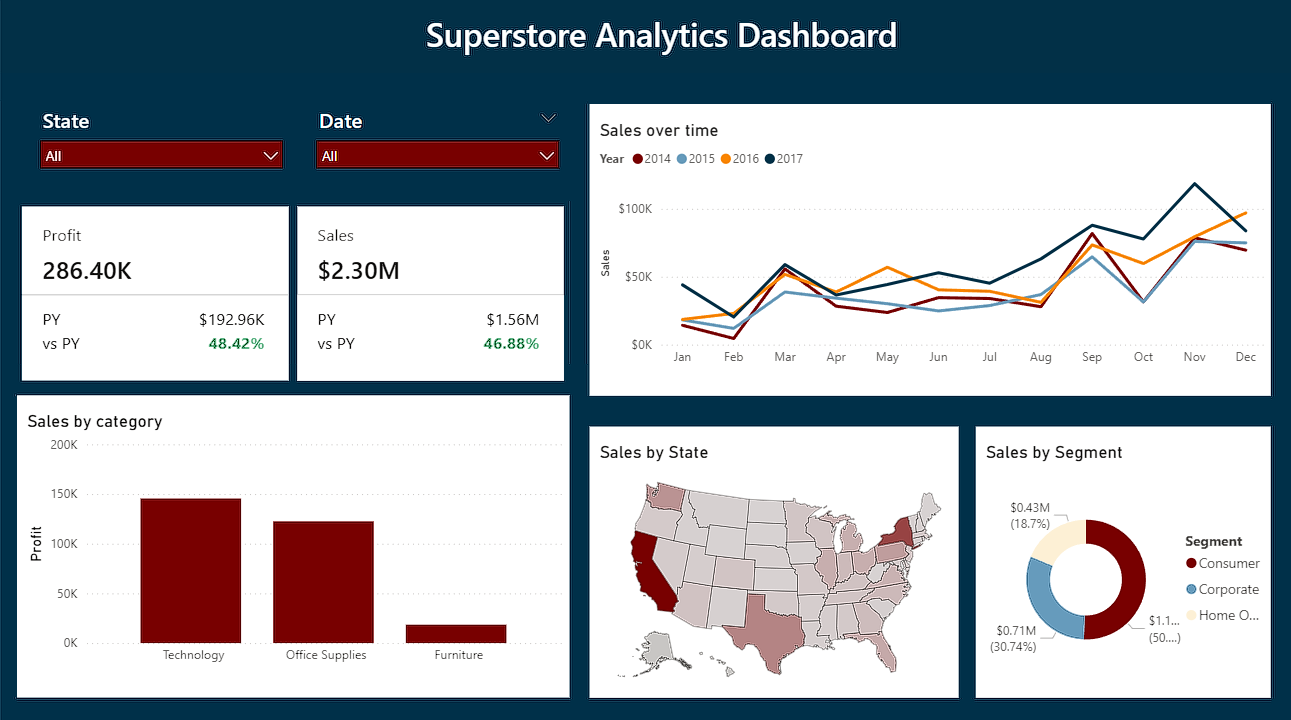 Superstore Analytics Dashboard
State
All
Date
All
Profit
286.40K
PY $192.96K
vs PY 48.42%
Sales
$2.30M
PY $1.56M
vs PY 46.88%
Sales over time
Year 2014 2015 2016 2017
Sales
$100K
$50K
$0K
Jan Feb Mar Apr May Jun Jul Aug Sep Oct Nov Dec
Sales by category
Profit
200K
150K
100K
50K
0K
Technology Office Supplies Furniture
Sales by State
Sales by Segment
$0.43M
(18.7%)
$0.71M
(30.74%)
$1.1...
(50....)
Segment
Consumer
Corporate
Home O...